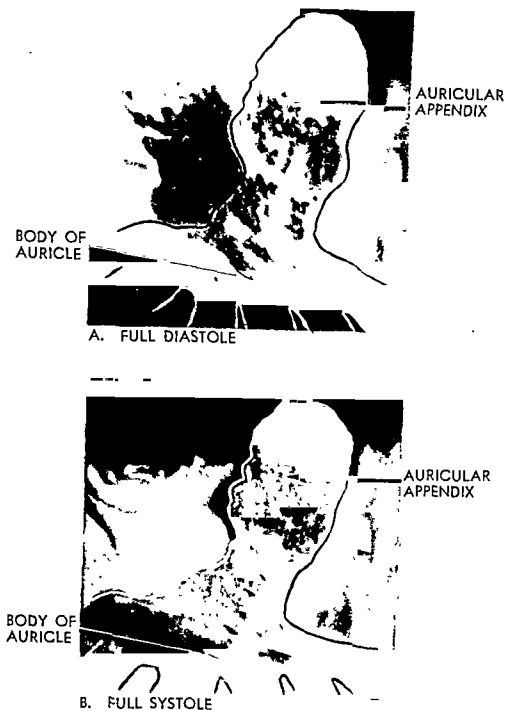 AURICULAR
APPENDIX
BODY OF
AURICLE
A. FULL DIASTOLE
AURICULAR
APPENDIX
BODY OF
AURICLE
B. FULL SYSTOLE